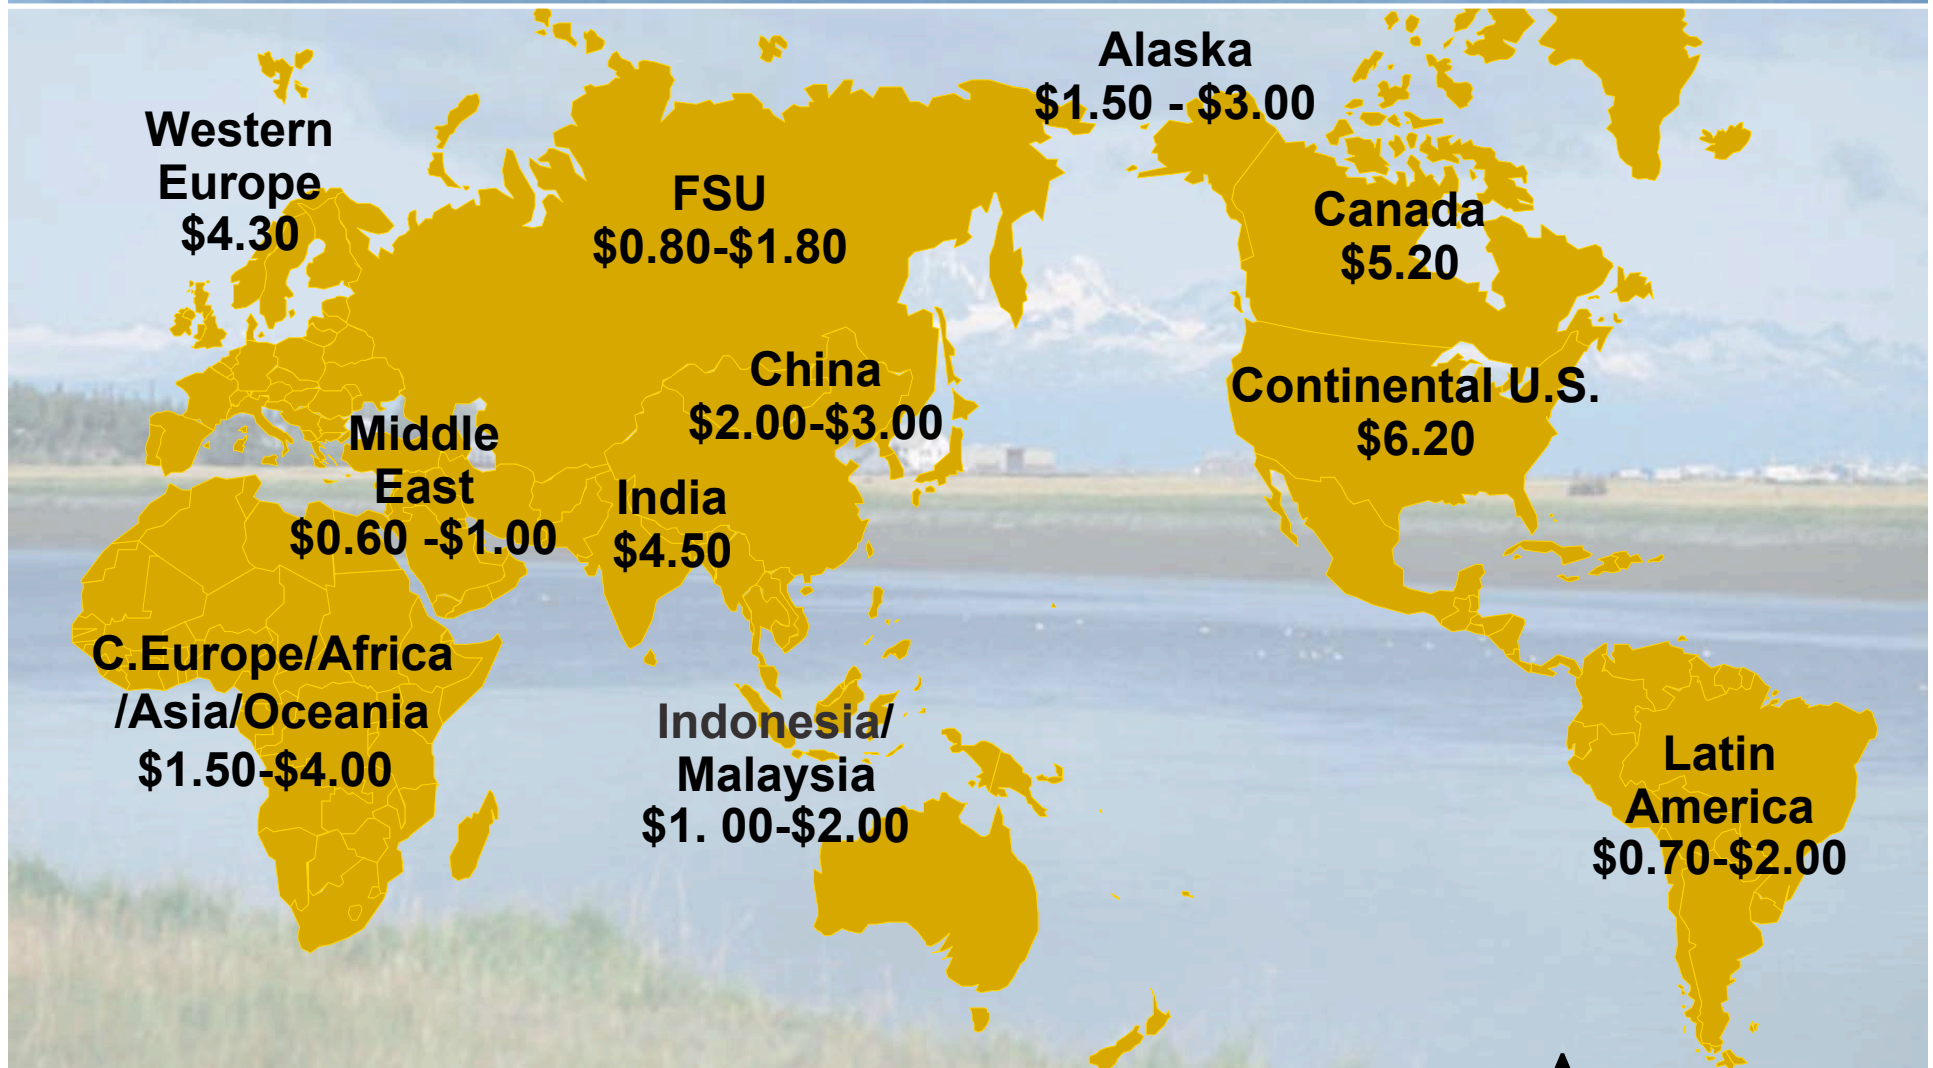 Alaska
$1.50 - $3.00
Western
Europe
$4.30
FSU
$0.80-$1.80
Canada
$5.20
China
$2.00-$3.00
Continental U.S.
$6.20
Middle
East
$0.60 -$1.00
India
$4.50
C.Europe/Africa
/Asia/Oceania
$1.50-$4.00
Indonesia/
Malaysia
$1. 00-$2.00
Latin
America
$0.70-$2.00